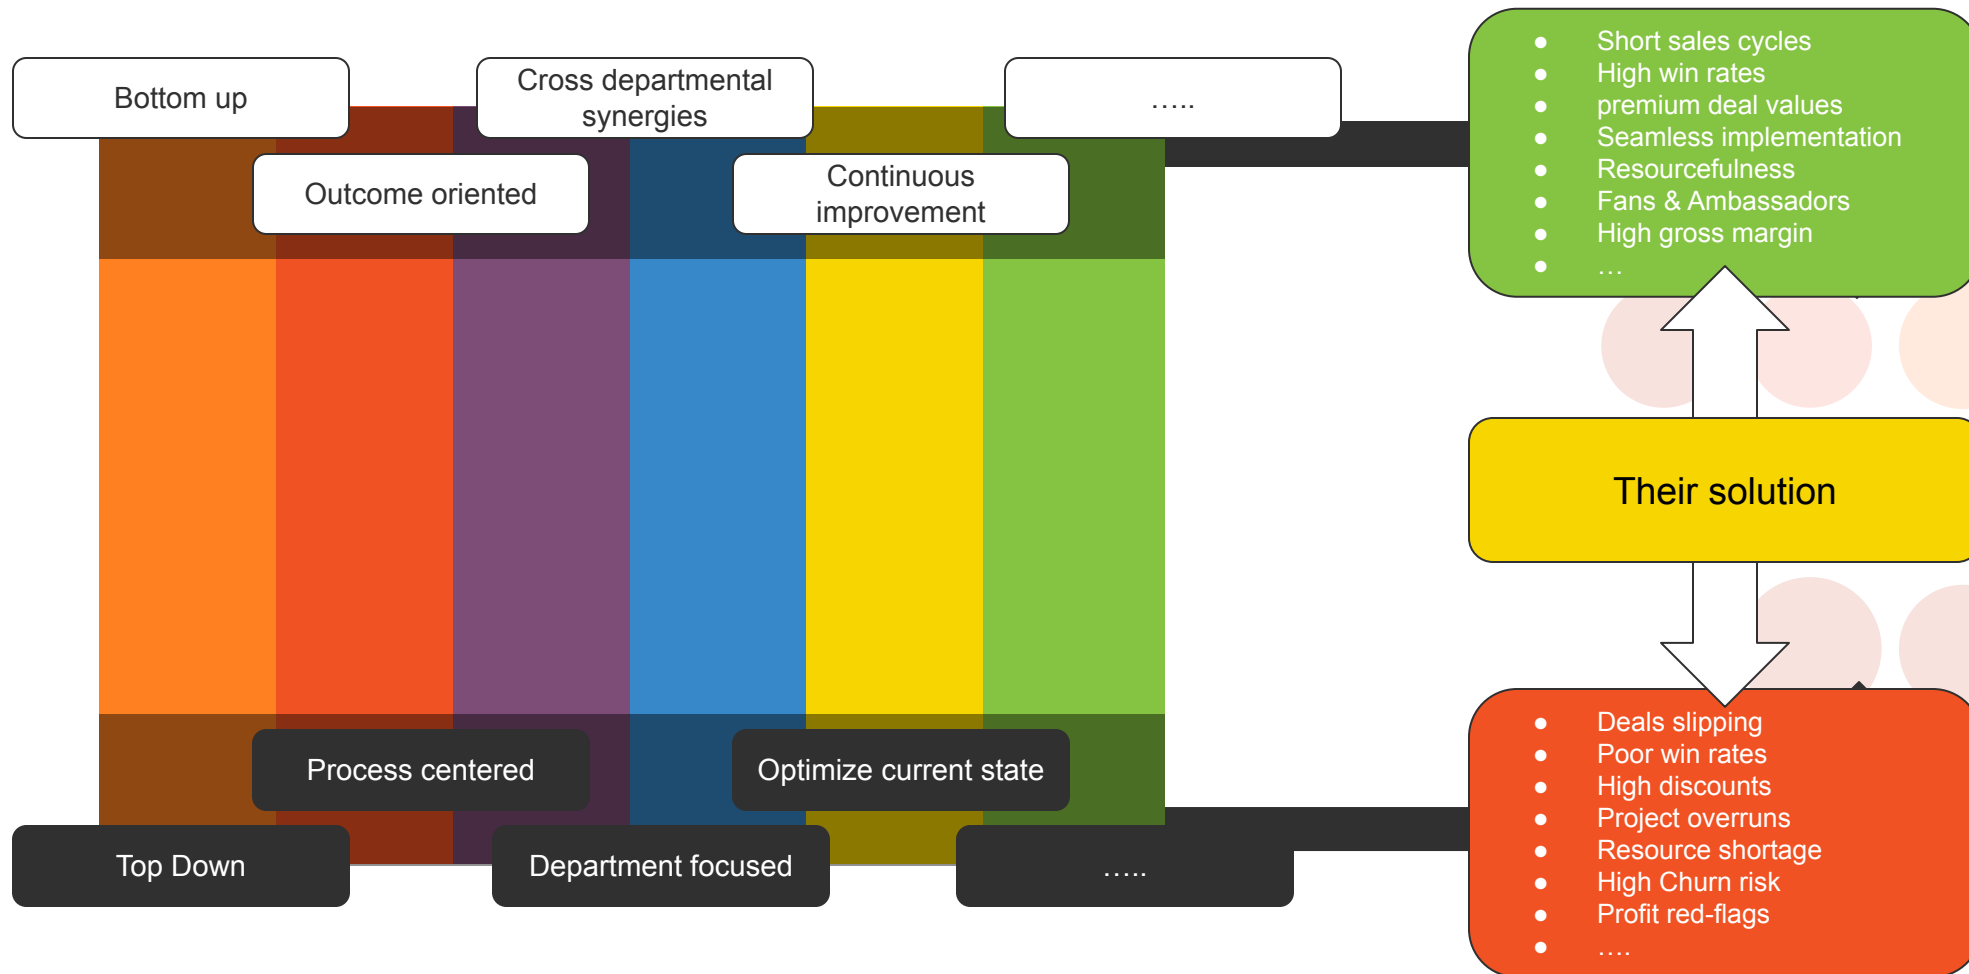 Bottom up
Cross departmental
synergies
…..
Outcome oriented
Continuous
improvement
● Short sales cycles
● High win rates
● premium deal values
● Seamless implementation
● Resourcefulness
● Fans & Ambassadors
● High gross margin
● …
Their solution
Process centered
Optimize current state
Top Down
Department focused
…..
● Deals slipping
● Poor win rates
● High discounts
● Project overruns
● Resource shortage
● High Churn risk
● Profit red-flags
● ….